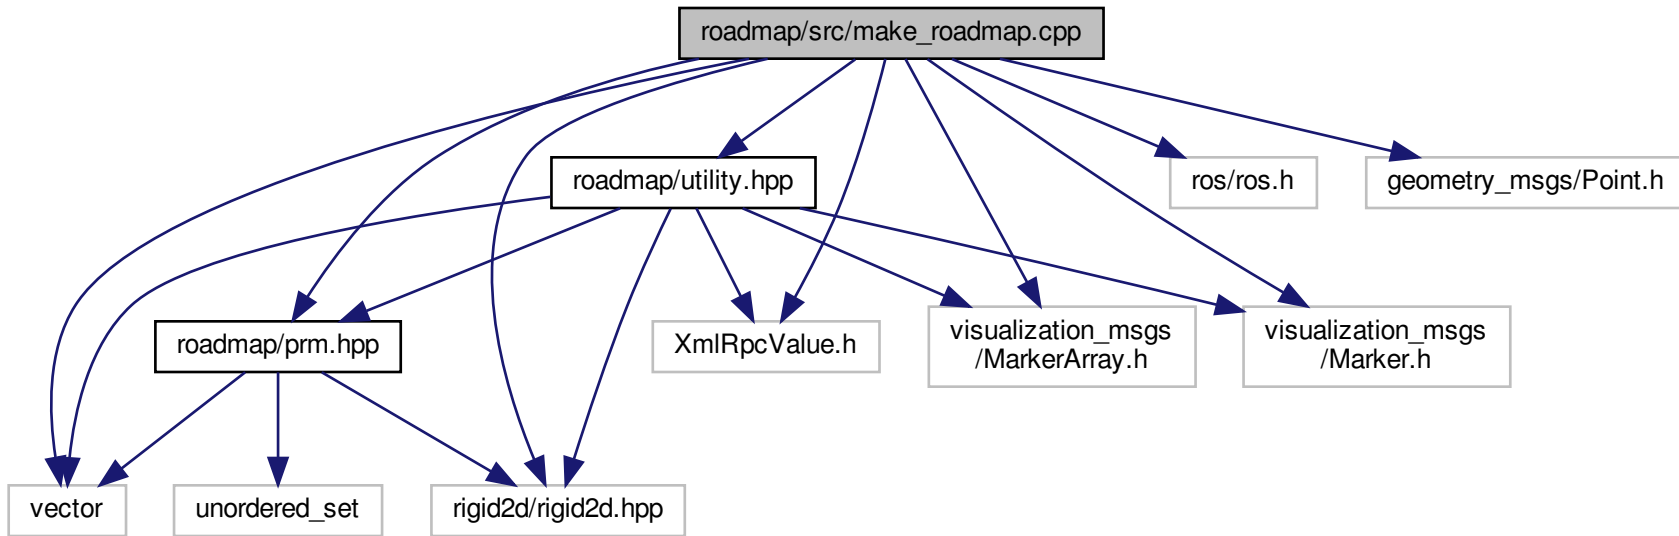 roadmap/src/make_roadmap.cpp
roadmap/utility.hpp
ros/ros.h
geometry_msgs/Point.h
roadmap/prm.hpp
XmlRpcValue.h
visualization_msgs
/MarkerArray.h
visualization_msgs
/Marker.h
vector
unordered_set
rigid2d/rigid2d.hpp